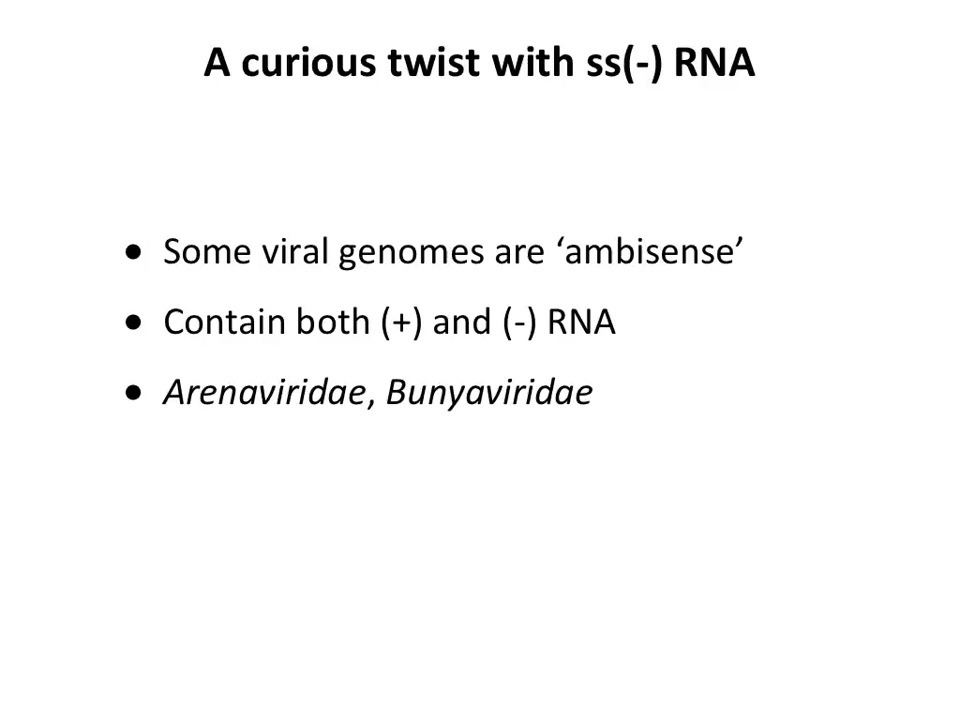 A curious twist with ss(-) RNA
• Some viral genomes are ‘ambisense’
• Contain both (+) and (-) RNA
• Arenaviridae, Bunyaviridae